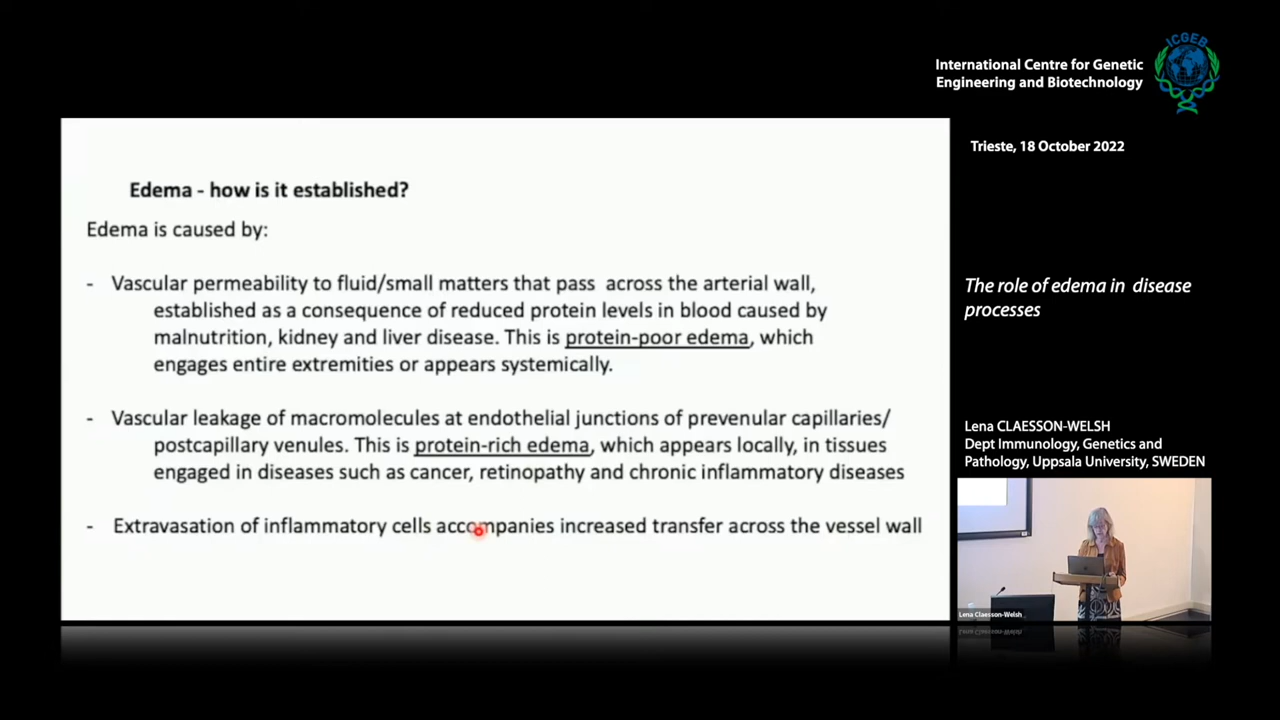 ICGEB
International Centre for Genetic
Engineering and Biotechnology
Trieste, 18 October 2022
Edema - how is it established?
Edema is caused by:
- Vascular permeability to fluid/small matters that pass across the arterial wall,
established as a consequence of reduced protein levels in blood caused by
malnutrition, kidney and liver disease. This is protein-poor edema, which
engages entire extremities or appears systemically.
- Vascular leakage of macromolecules at endothelial junctions of prevenular capillaries/
postcapillary venules. This is protein-rich edema, which appears locally, in tissues
engaged in diseases such as cancer, retinopathy and chronic inflammatory diseases
- Extravasation of inflammatory cells accompanies increased transfer across the vessel wall
The role of edema in disease
processes
Lena CLAESSON-WELSH
Dept Immunology, Genetics and
Pathology, Uppsala University, SWEDEN
Lena Claesson-Welsh